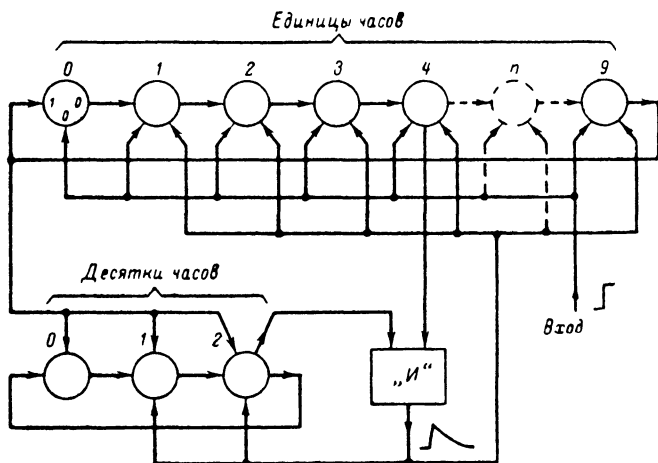 Единицы часов
0 1 2 3 4 n 9
1 0
0
Десятки часов
0 1 2
Вход
„И“